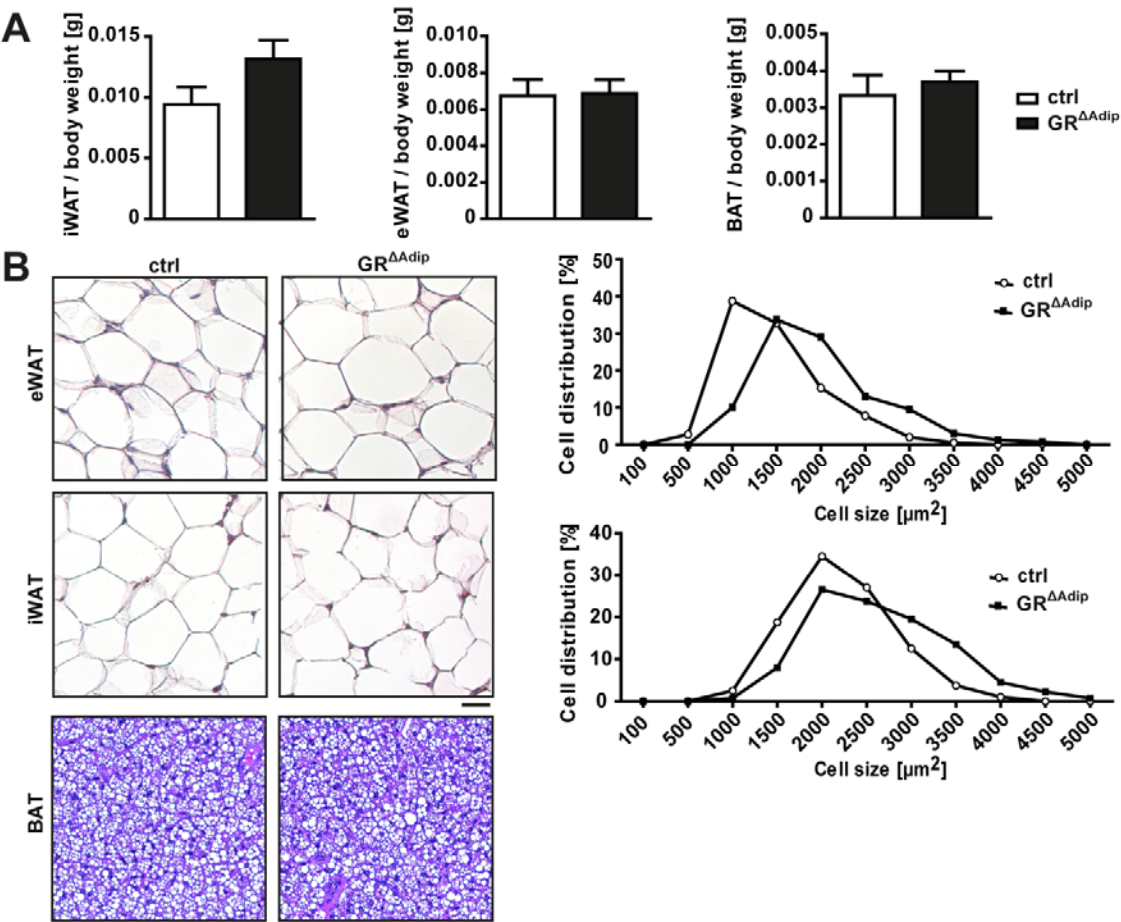 A
iWAT / body weight [g]
0.015
0.010
0.005
0
eWAT / body weight [g]
0.010
0.008
0.006
0.004
0.002
0
BAT / body weight [g]
0.005
0.004
0.003
0.002
0.001
0
ctrl
GRΔAdip
B
ctrl
GRΔAdip
eWAT
iWAT
BAT
Cell distribution [%]
50
40
30
20
10
0
ctrl
GRΔAdip
100 500 1000 1500 2000 2500 3000 3500 4000 4500 5000
Cell size [µm2]
Cell distribution [%]
40
30
20
10
0
ctrl
GRΔAdip
100 500 1000 1500 2000 2500 3000 3500 4000 4500 5000
Cell size [µm2]